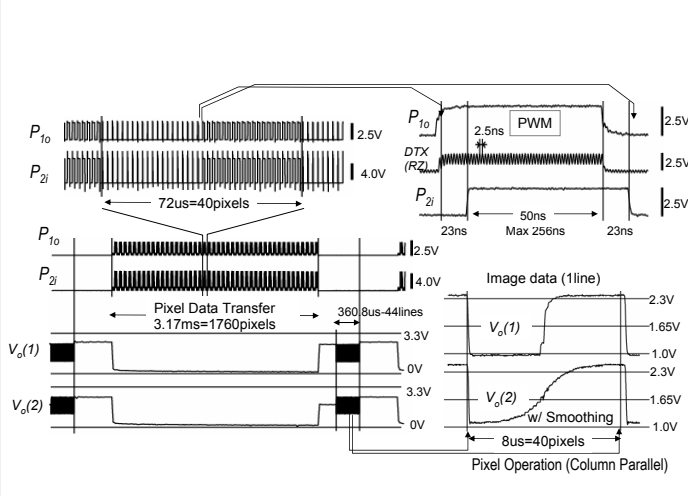 P1o
2.5V
P2i
4.0V
72us=40pixels
P1o
PWM
2.5V
2.5ns
DTX
(RZ)
2.5V
P2i
2.5V
50ns
23ns
Max 256ns
23ns
P1o
2.5V
P2i
4.0V
Pixel Data Transfer
3.17ms=1760pixels
360.8us-44lines
Vo(1)
3.3V
0V
Vo(2)
3.3V
0V
Image data (1line)
2.3V
Vo(1)
1.65V
1.0V
2.3V
Vo(2)
1.65V
w/ Smoothing
1.0V
8us=40pixels
Pixel Operation (Column Parallel)